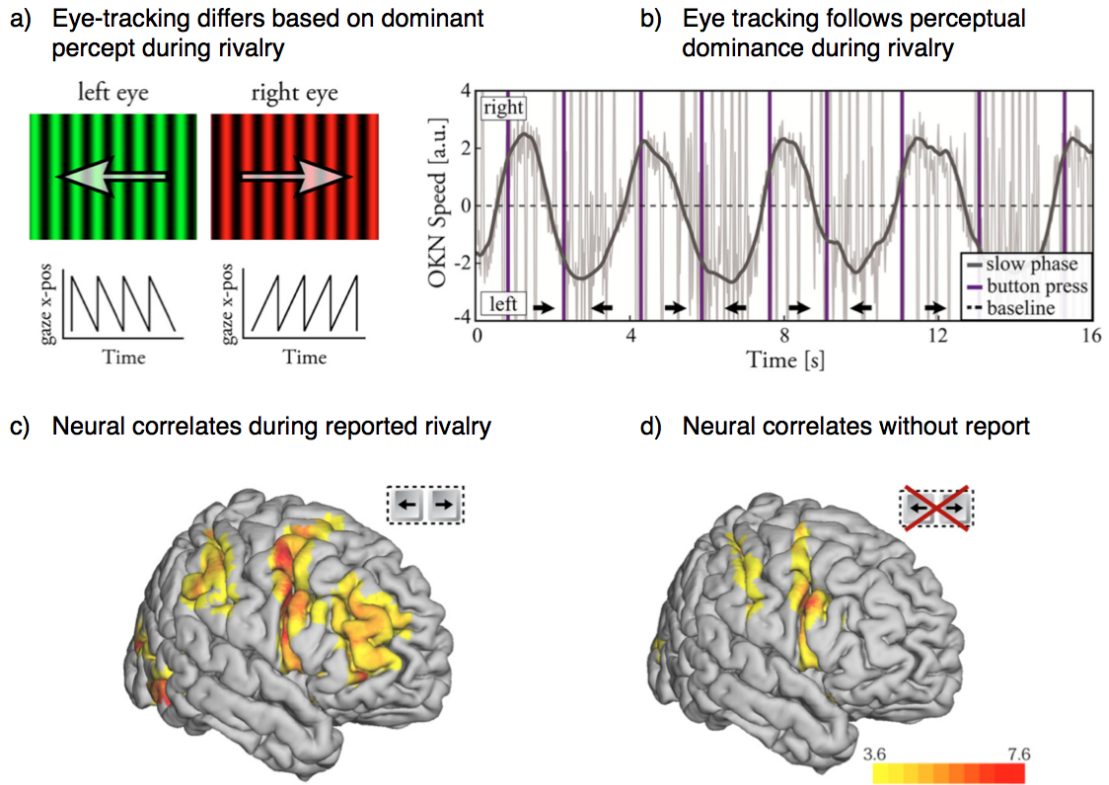 a) Eye-tracking differs based on dominant
percept during rivalry
left eye
right eye
gaze x-pos
Time
gaze x-pos
Time
b) Eye tracking follows perceptual
dominance during rivalry
OKN Speed [a.u.]
4
right
2
0
-2
left
-4
slow phase
button press
baseline
0 4 8 12 16
Time [s]
c) Neural correlates during reported rivalry
d) Neural correlates without report
3.6 7.6